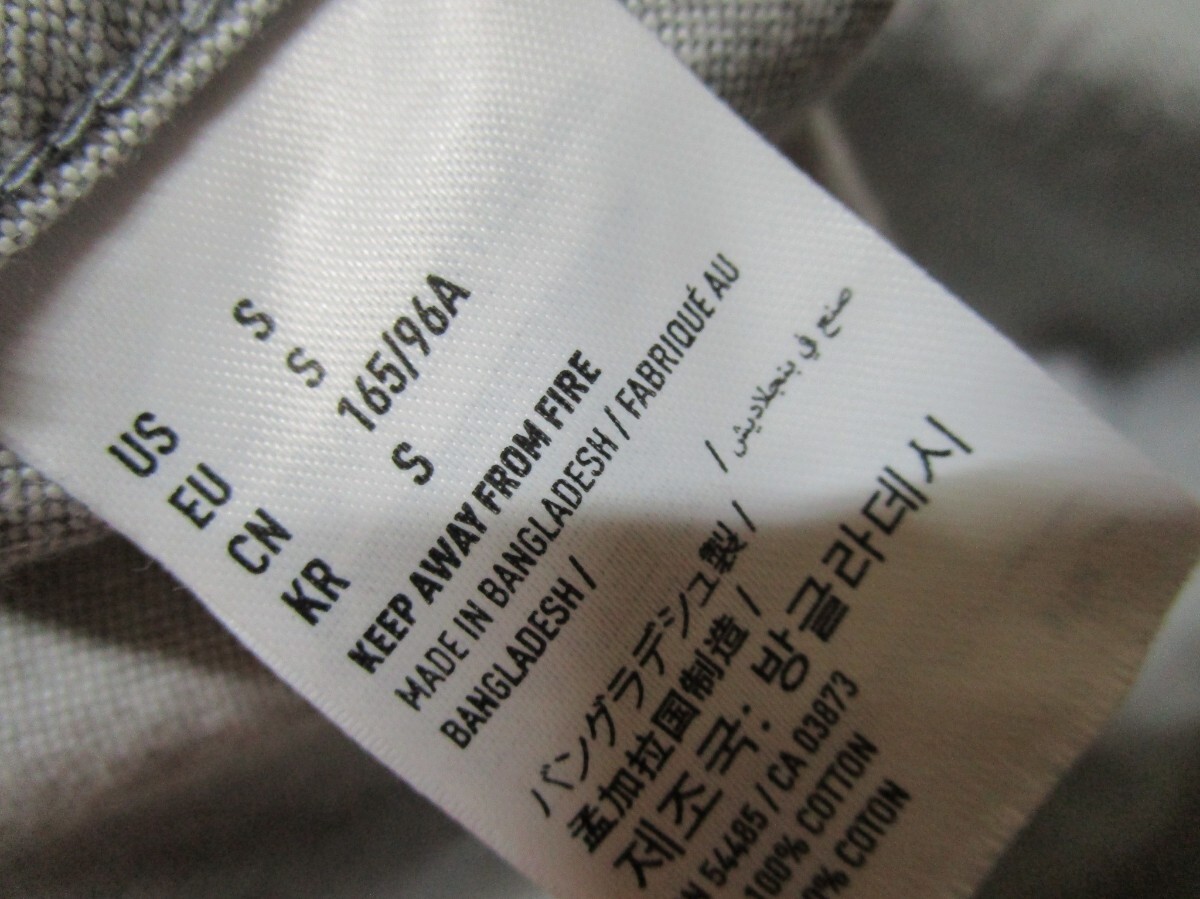 US S
EU S
CN 165/96A
KR S
KEEP AWAY FROM FIRE
MADE IN BANGLADESH / FABRIQUÉ AU
BANGLADESH /
صنع في بنجلاديش /
バングラデシュ製 /
孟加拉国制造 /
제조국: 방글라데시
54485 / CA 03873
100% COTTON
COTON